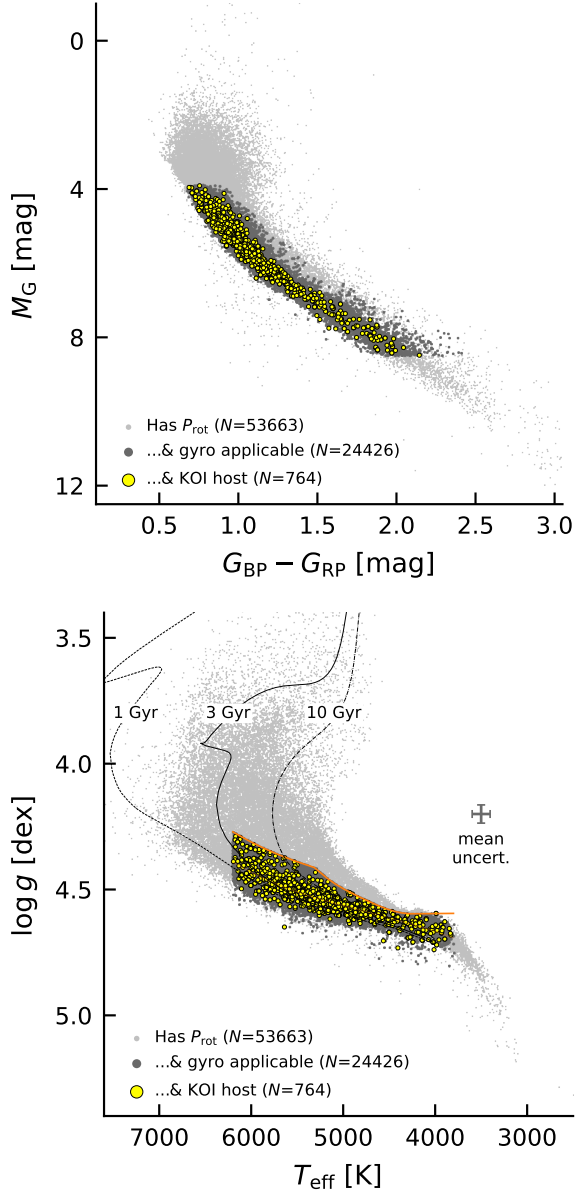 0
4
8
12
M_G [mag]
Has P_rot (N=53663)
...& gyro applicable (N=24426)
...& KOI host (N=764)
0.5 1.0 1.5 2.0 2.5 3.0
G_BP − G_RP [mag]
3.5
4.0
4.5
5.0
log g [dex]
1 Gyr 3 Gyr 10 Gyr
mean
uncert.
Has P_rot (N=53663)
...& gyro applicable (N=24426)
...& KOI host (N=764)
7000 6000 5000 4000 3000
T_eff [K]